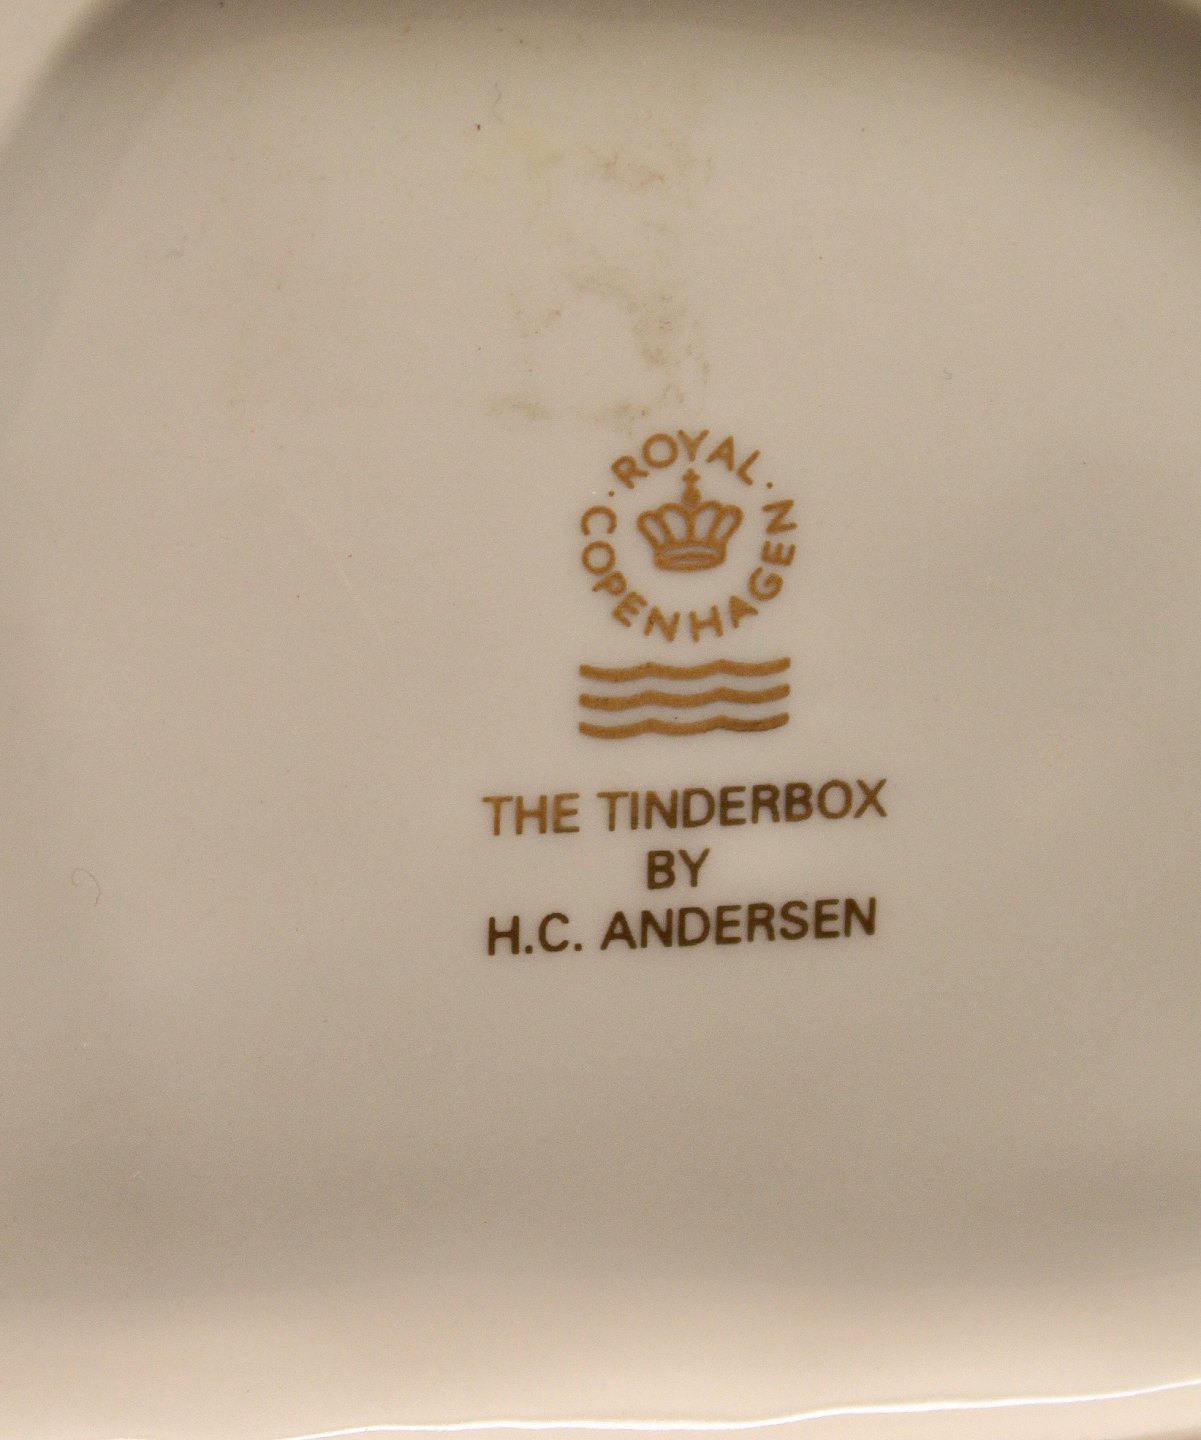 ROYAL
COPENHAGEN
THE TINDERBOX
BY
H.C. ANDERSEN